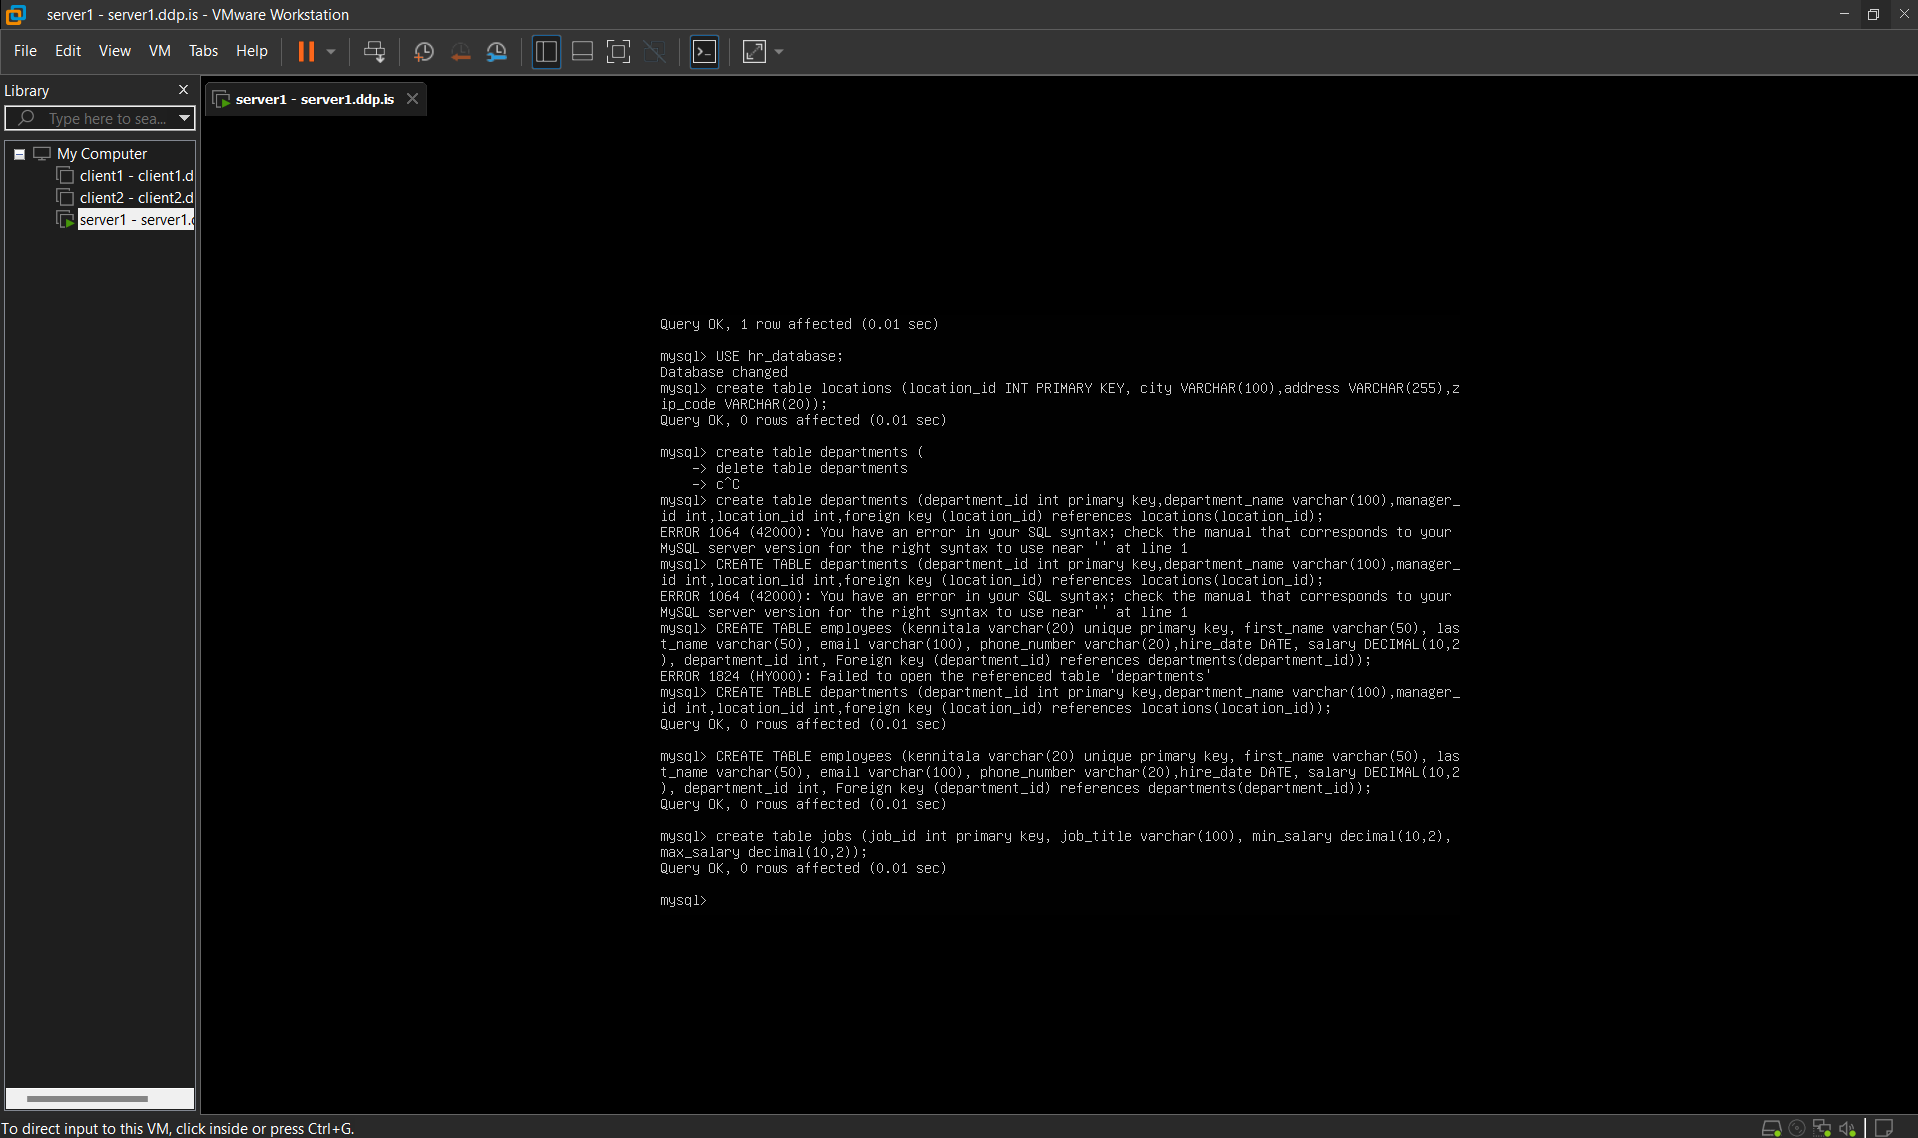 server1 - server1.ddp.is - VMware Workstation
File Edit View VM Tabs Help
Library
Type here to sea...
My Computer
client1 - client1.d
client2 - client2.d
server1 - server1.
server1 - server1.ddp.is
Query OK, 1 row affected (0.01 sec)
mysql> USE hr_database;
Database changed
mysql> create table locations (location_id INT PRIMARY KEY, city VARCHAR(100),address VARCHAR(255),z
ip_code VARCHAR(20));
Query OK, 0 rows affected (0.01 sec)
mysql> create table departments (
-> delete table departments
-> c^C
mysql> create table departments (department_id int primary key,department_name varchar(100),manager_
id int,location_id int,foreign key (location_id) references locations(location_id);
ERROR 1064 (42000): You have an error in your SQL syntax; check the manual that corresponds to your
MySQL server version for the right syntax to use near '' at line 1
mysql> CREATE TABLE departments (department_id int primary key,department_name varchar(100),manager_
id int,location_id int,foreign key (location_id) references locations(location_id);
ERROR 1064 (42000): You have an error in your SQL syntax; check the manual that corresponds to your
MySQL server version for the right syntax to use near '' at line 1
mysql> CREATE TABLE employees (kennitala varchar(20) unique primary key, first_name varchar(50), las
t_name varchar(50), email varchar(100), phone_number varchar(20),hire_date DATE, salary DECIMAL(10,2
), department_id int, Foreign key (department_id) references departments(department_id));
ERROR 1824 (HY000): Failed to open the referenced table 'departments'
mysql> CREATE TABLE departments (department_id int primary key,department_name varchar(100),manager_
id int,location_id int,foreign key (location_id) references locations(location_id));
Query OK, 0 rows affected (0.01 sec)
mysql> CREATE TABLE employees (kennitala varchar(20) unique primary key, first_name varchar(50), las
t_name varchar(50), email varchar(100), phone_number varchar(20),hire_date DATE, salary DECIMAL(10,2
), department_id int, Foreign key (department_id) references departments(department_id));
Query OK, 0 rows affected (0.01 sec)
mysql> create table jobs (job_id int primary key, job_title varchar(100), min_salary decimal(10,2),
max_salary decimal(10,2));
Query OK, 0 rows affected (0.01 sec)
mysql>
To direct input to this VM, click inside or press Ctrl+G.